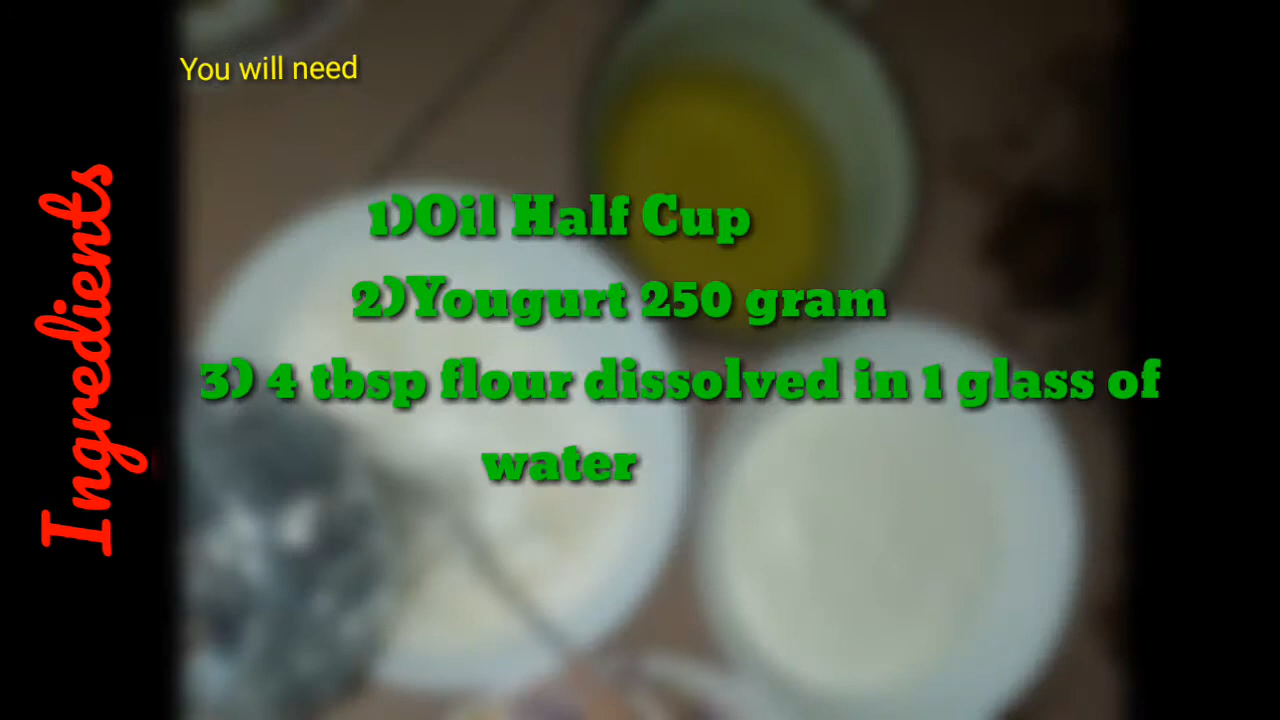 You will need
Ingredients
1)Oil Half Cup
2)Yougurt 250 gram
3) 4 tbsp flour dissolved in 1 glass of
water